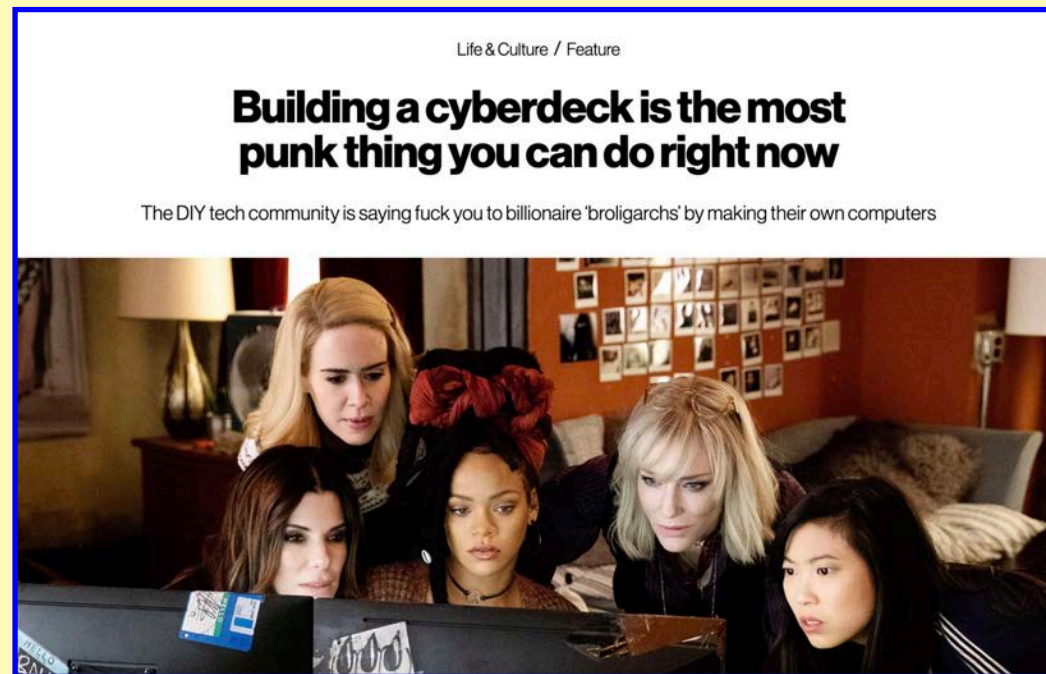 Life & Culture / Feature
Building a cyberdeck is the most
punk thing you can do right now
The DIY tech community is saying fuck you to billionaire ‘broligarchs’ by making their own computers
HELLO